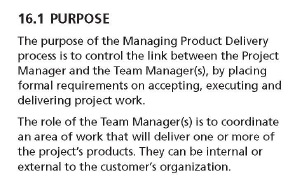 16.1 PURPOSE
The purpose of the Managing Product Delivery
process is to control the link between the Project
Manager and the Team Manager(s), by placing
formal requirements on accepting, executing and
delivering project work.
The role of the Team Manager(s) is to coordinate
an area of work that will deliver one or more of
the project's products. They can be internal or
external to the customer's organization.